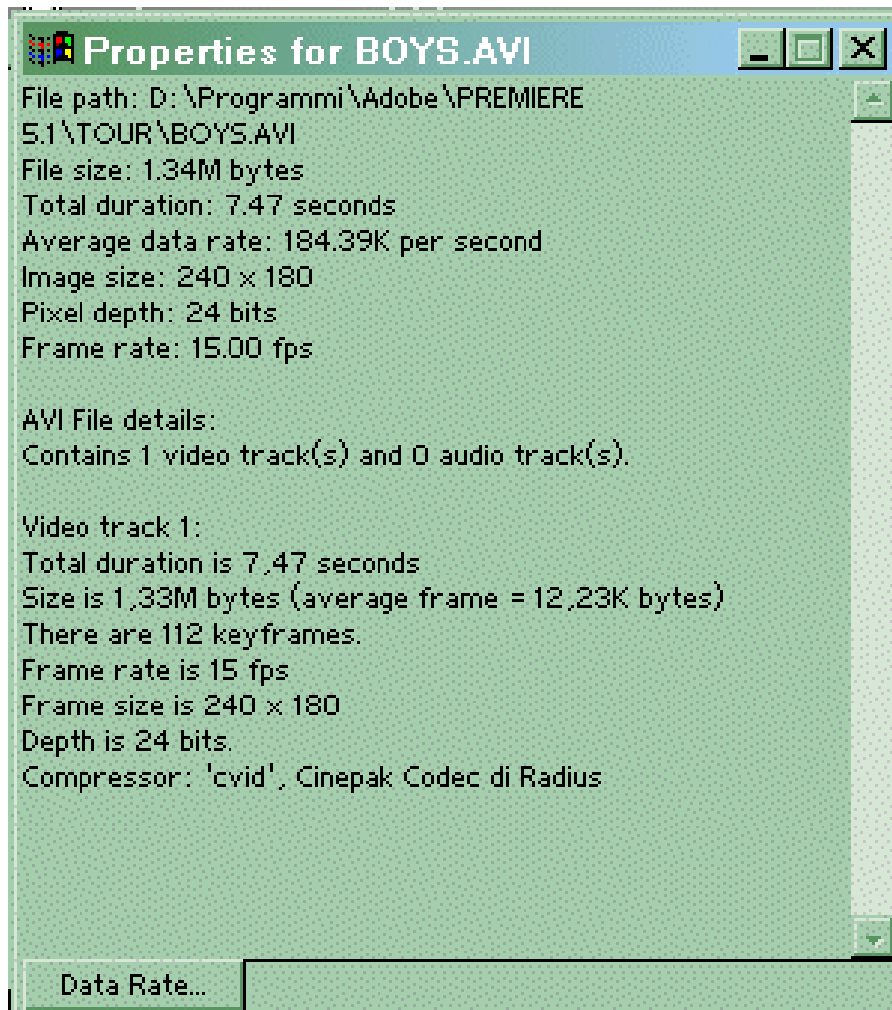 Properties for BOYS.AVI
File path: D:\Programmi\Adobe\PREMIERE
5.1\TOUR\BOYS.AVI
File size: 1.34M bytes
Total duration: 7.47 seconds
Average data rate: 184.39K per second
Image size: 240 x 180
Pixel depth: 24 bits
Frame rate: 15.00 fps
AVI File details:
Contains 1 video track(s) and 0 audio track(s).
Video track 1:
Total duration is 7,47 seconds
Size is 1,33M bytes (average frame = 12,23K bytes)
There are 112 keyframes.
Frame rate is 15 fps
Frame size is 240 x 180
Depth is 24 bits.
Compressor: 'cvid', Cinepak Codec di Radius
Data Rate...